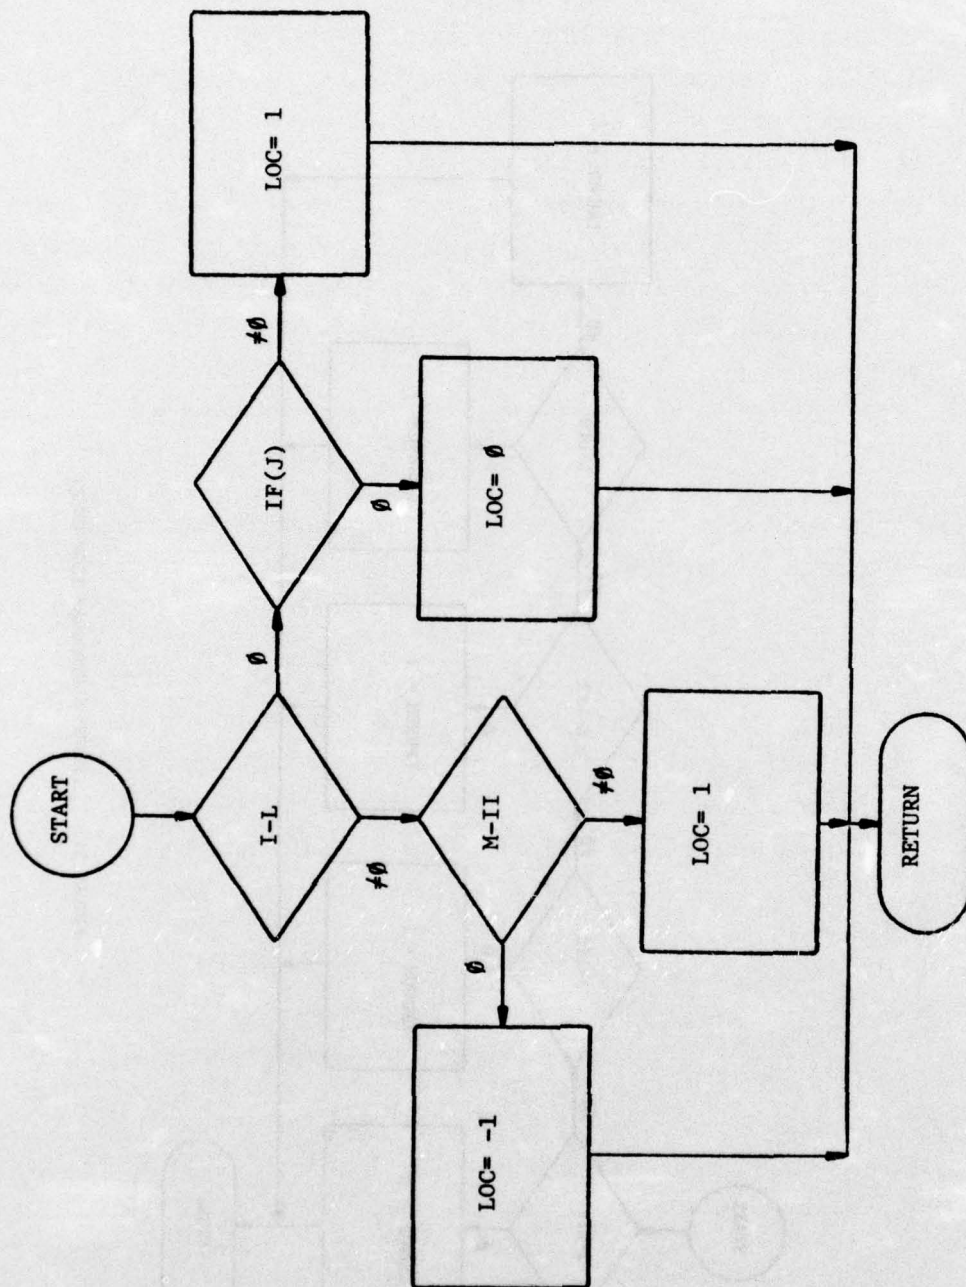 START
I-L
Ø
≠Ø
IF(J)
≠Ø
Ø
LOC= 1
LOC= Ø
M-II
Ø
≠Ø
LOC= -1
LOC= 1
RETURN